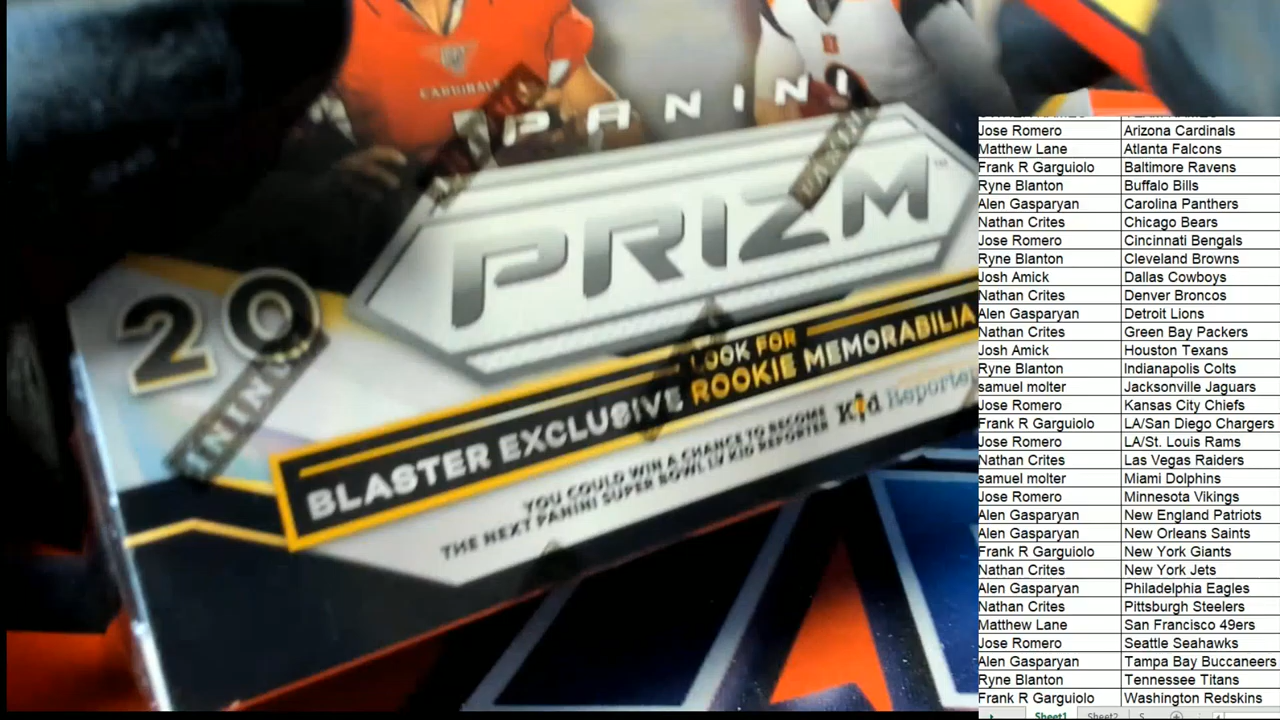 CARDINALS
PANINI
PRIZM
20
LOOK FOR
BLASTER EXCLUSIVE ROOKIE MEMORABILIA
YOU COULD WIN A CHANCE TO BECOME
THE NEXT PANINI SUPER BOWL LV KID REPORTER
Kid Reporter
Jose Romero Arizona Cardinals
Matthew Lane Atlanta Falcons
Frank R Garguiolo Baltimore Ravens
Ryne Blanton Buffalo Bills
Alen Gasparyan Carolina Panthers
Nathan Crites Chicago Bears
Jose Romero Cincinnati Bengals
Ryne Blanton Cleveland Browns
Josh Amick Dallas Cowboys
Nathan Crites Denver Broncos
Alen Gasparyan Detroit Lions
Nathan Crites Green Bay Packers
Josh Amick Houston Texans
Ryne Blanton Indianapolis Colts
samuel molter Jacksonville Jaguars
Jose Romero Kansas City Chiefs
Frank R Garguiolo LA/San Diego Chargers
Jose Romero LA/St. Louis Rams
Nathan Crites Las Vegas Raiders
samuel molter Miami Dolphins
Jose Romero Minnesota Vikings
Alen Gasparyan New England Patriots
Alen Gasparyan New Orleans Saints
Frank R Garguiolo New York Giants
Nathan Crites New York Jets
Alen Gasparyan Philadelphia Eagles
Nathan Crites Pittsburgh Steelers
Matthew Lane San Francisco 49ers
Jose Romero Seattle Seahawks
Alen Gasparyan Tampa Bay Buccaneers
Ryne Blanton Tennessee Titans
Frank R Garguiolo Washington Redskins
Sheet1 Sheet2 S